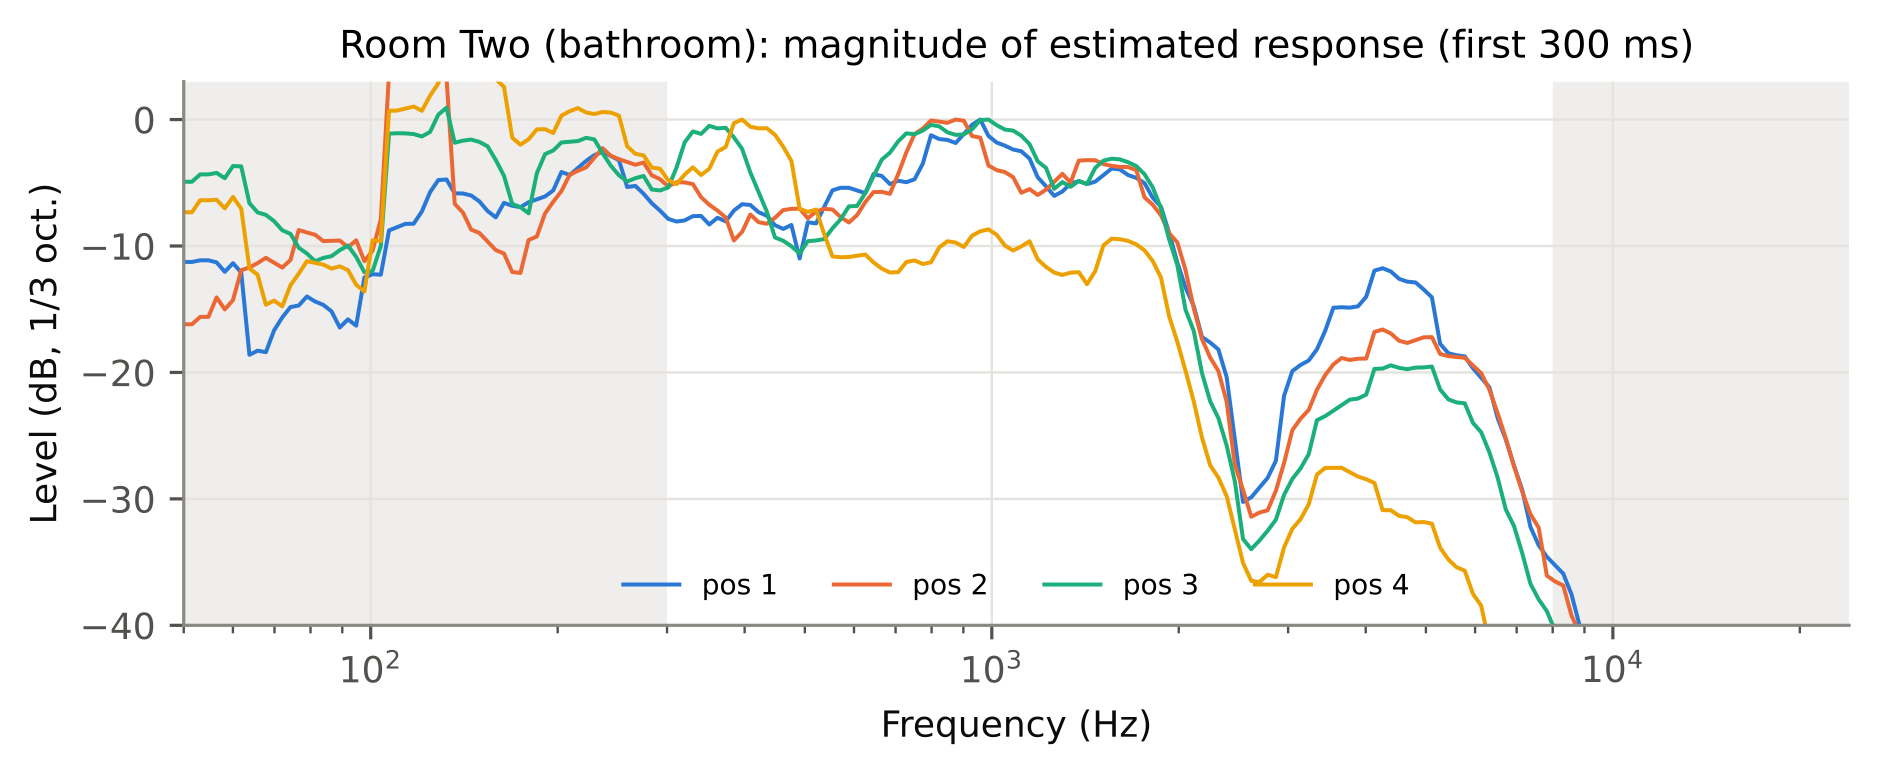 Room Two (bathroom): magnitude of estimated response (first 300 ms)
Level (dB, 1/3 oct.)
0
−10
−20
−30
−40
pos 1 pos 2 pos 3 pos 4
10² 10³ 10⁴
Frequency (Hz)